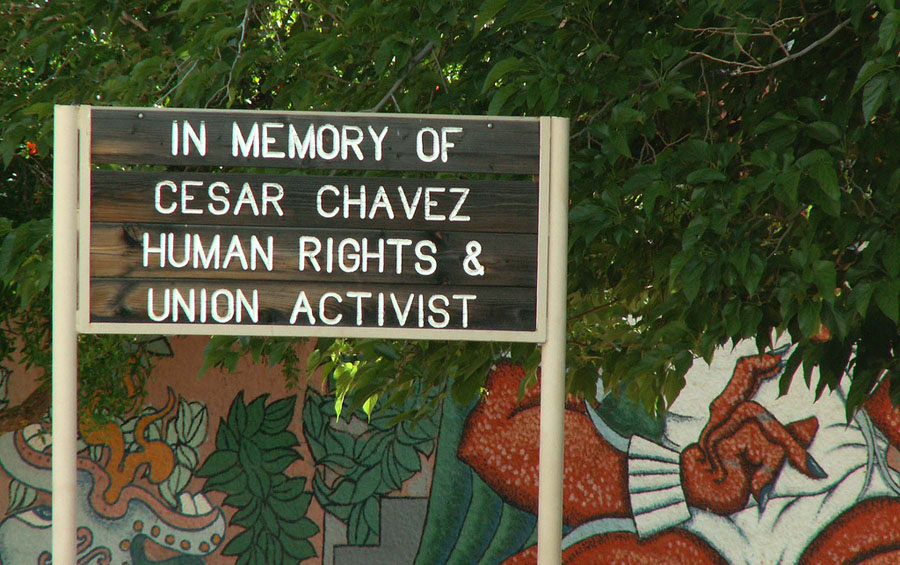 IN MEMORY OF
CESAR CHAVEZ
HUMAN RIGHTS &
UNION ACTIVIST